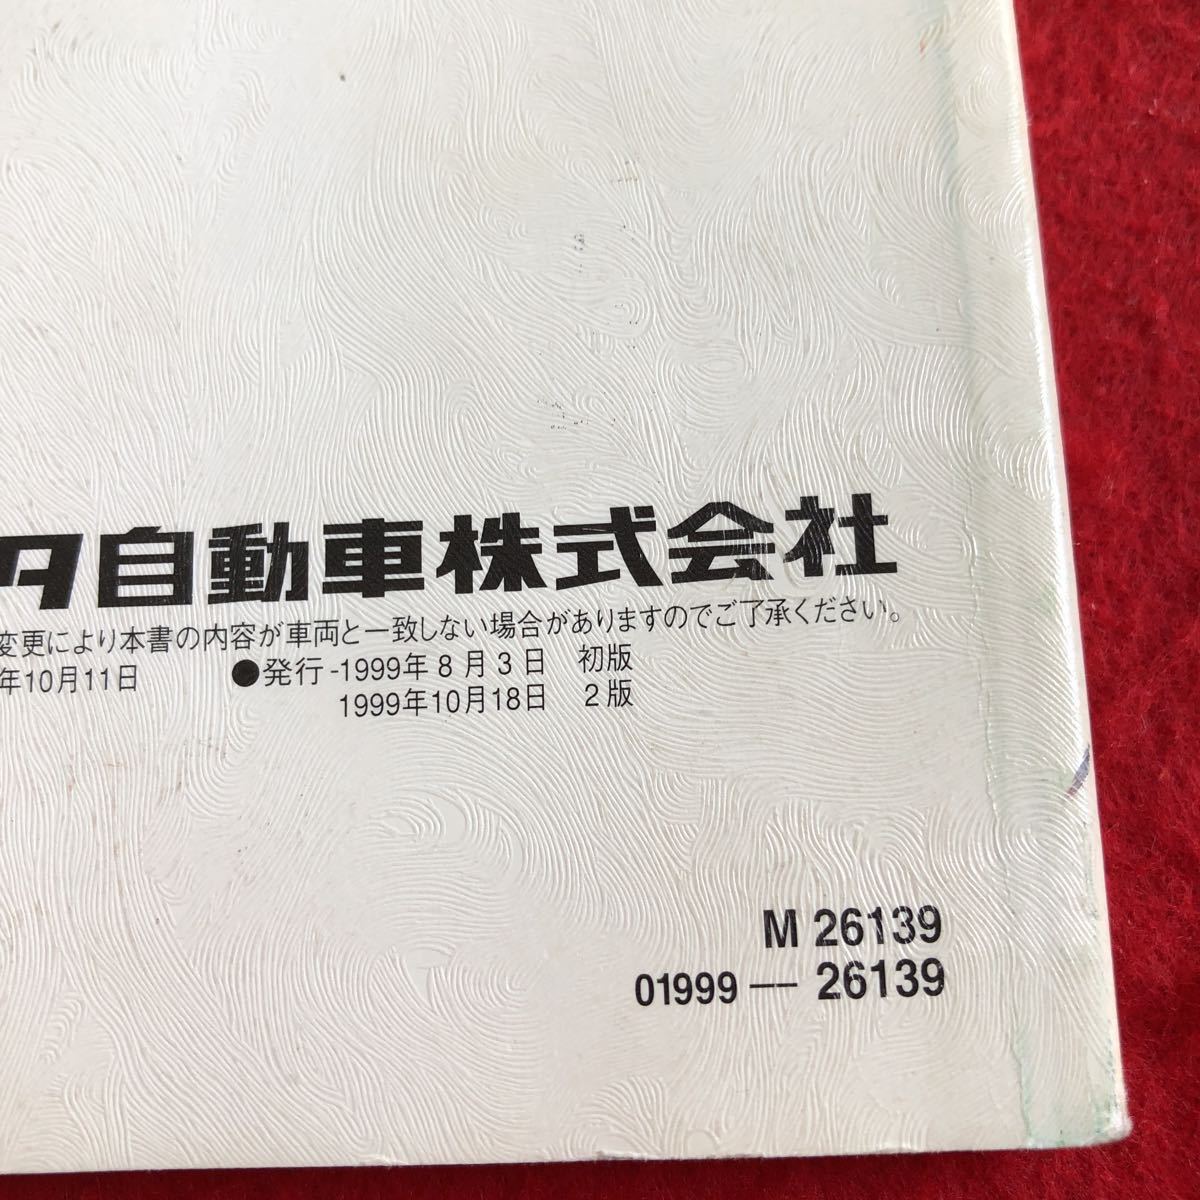 タ自動車株式会社
変更により本書の内容が車両と一致しない場合がありますのでご了承ください。
年10月11日 ●発行-1999年8月3日 初版
1999年10月18日 2版
M 26139
01999-–26139